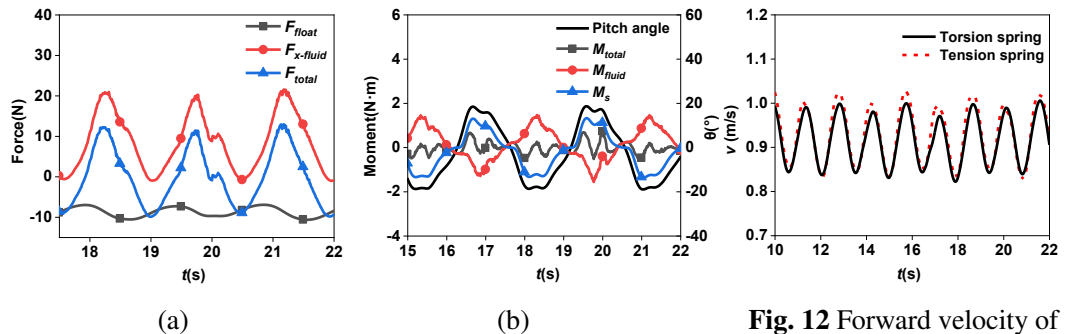 40
30
20
10
0
-10
Force(N)
F_float
F_x-fluid
F_total
18 19 20 21 22
t(s)
(a)
6
4
2
0
-2
-4
Moment(N·m)
Pitch angle
M_total
M_fluid
M_s
60
40
20
0
-20
-40
θ(°)
15 16 17 18 19 20 21 22
t(s)
(b)
1.2
1.1
1.0
0.9
0.8
0.7
v (m/s)
Torsion spring
Tension spring
10 12 14 16 18 20 22
t(s)
Fig. 12 Forward velocity of